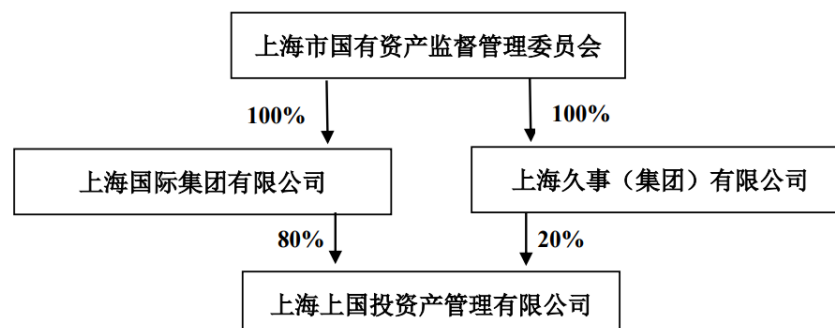 上海市国有资产监督管理委员会
100%
100%
上海国际集团有限公司
上海久事（集团）有限公司
80%
20%
上海上国投资产管理有限公司